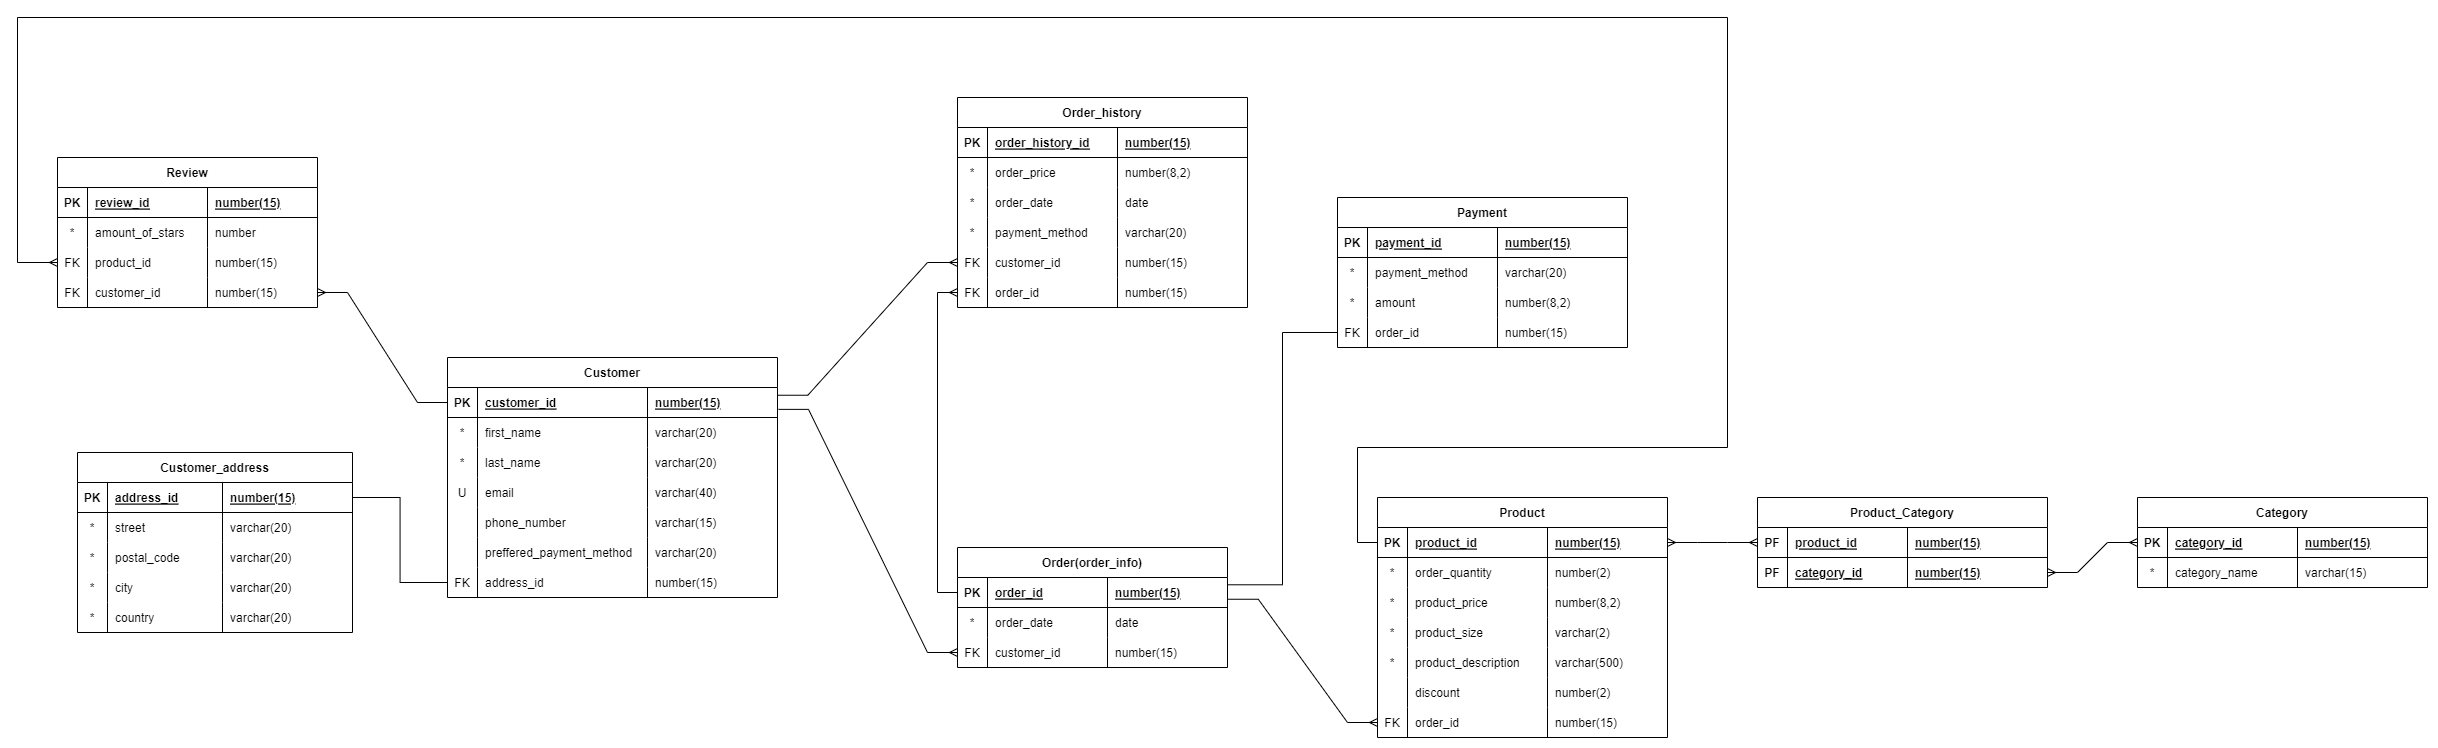 Order_history
PK order_history_id number(15)
* order_price number(8,2)
* order_date date
* payment_method varchar(20)
FK customer_id number(15)
FK order_id number(15)
Review
PK review_id number(15)
* amount_of_stars number
FK product_id number(15)
FK customer_id number(15)
Payment
PK payment_id number(15)
* payment_method varchar(20)
* amount number(8,2)
FK order_id number(15)
Customer
PK customer_id number(15)
* first_name varchar(20)
* last_name varchar(20)
U email varchar(40)
phone_number varchar(15)
preffered_payment_method varchar(20)
FK address_id number(15)
Customer_address
PK address_id number(15)
* street varchar(20)
* postal_code varchar(20)
* city varchar(20)
* country varchar(20)
Order(order_info)
PK order_id number(15)
* order_date date
FK customer_id number(15)
Product
PK product_id number(15)
* order_quantity number(2)
* product_price number(8,2)
* product_size varchar(2)
* product_description varchar(500)
discount number(2)
FK order_id number(15)
Product_Category
PF product_id number(15)
PF category_id number(15)
Category
PK category_id number(15)
* category_name varchar(15)